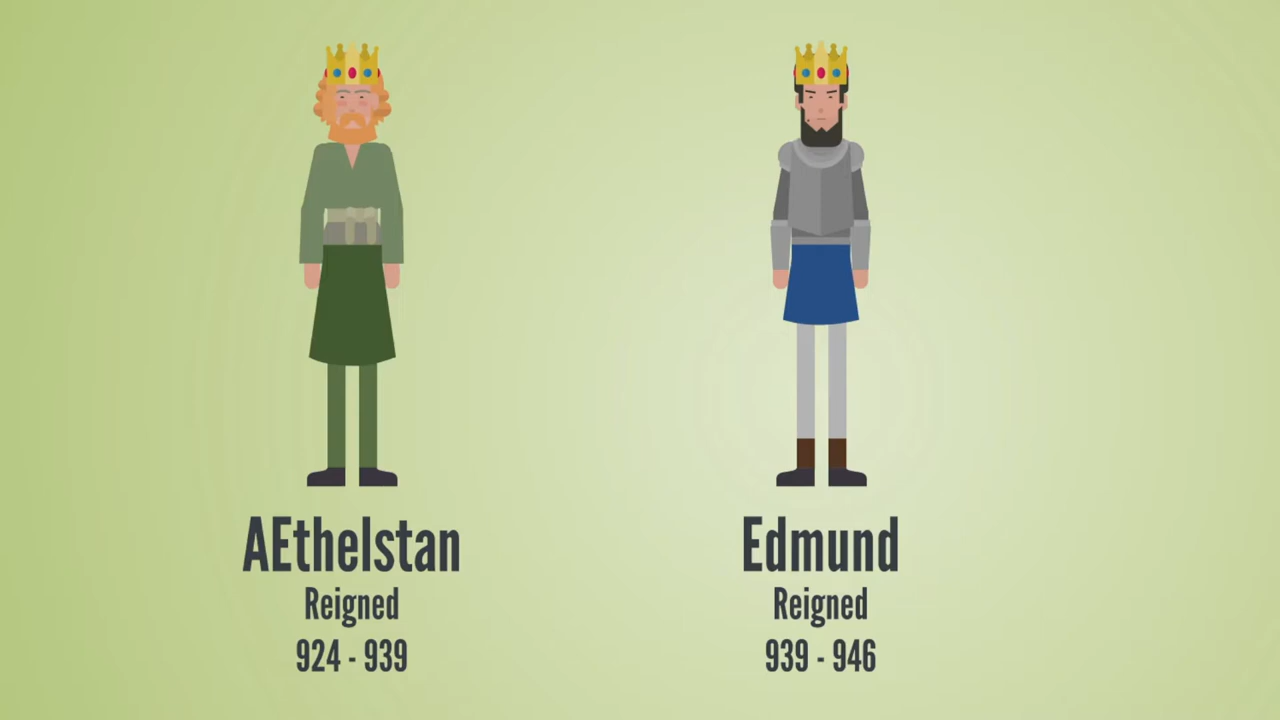 AEthelstan
Reigned
924 - 939
Edmund
Reigned
939 - 946